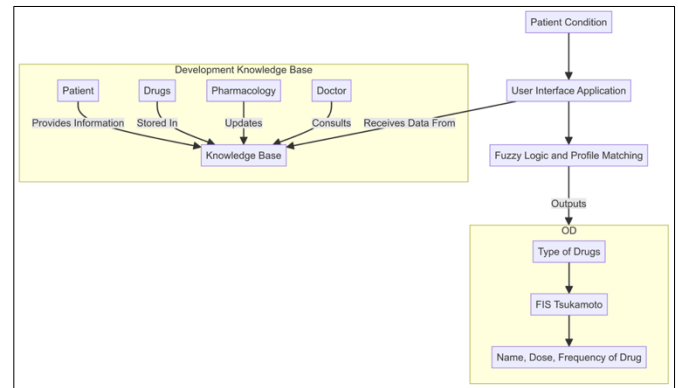 Patient Condition
Development Knowledge Base
Patient
Drugs
Pharmacology
Doctor
User Interface Application
Provides Information
Stored In
Updates
Consults
Receives Data From
Knowledge Base
Fuzzy Logic and Profile Matching
Outputs
OD
Type of Drugs
FIS Tsukamoto
Name, Dose, Frequency of Drug